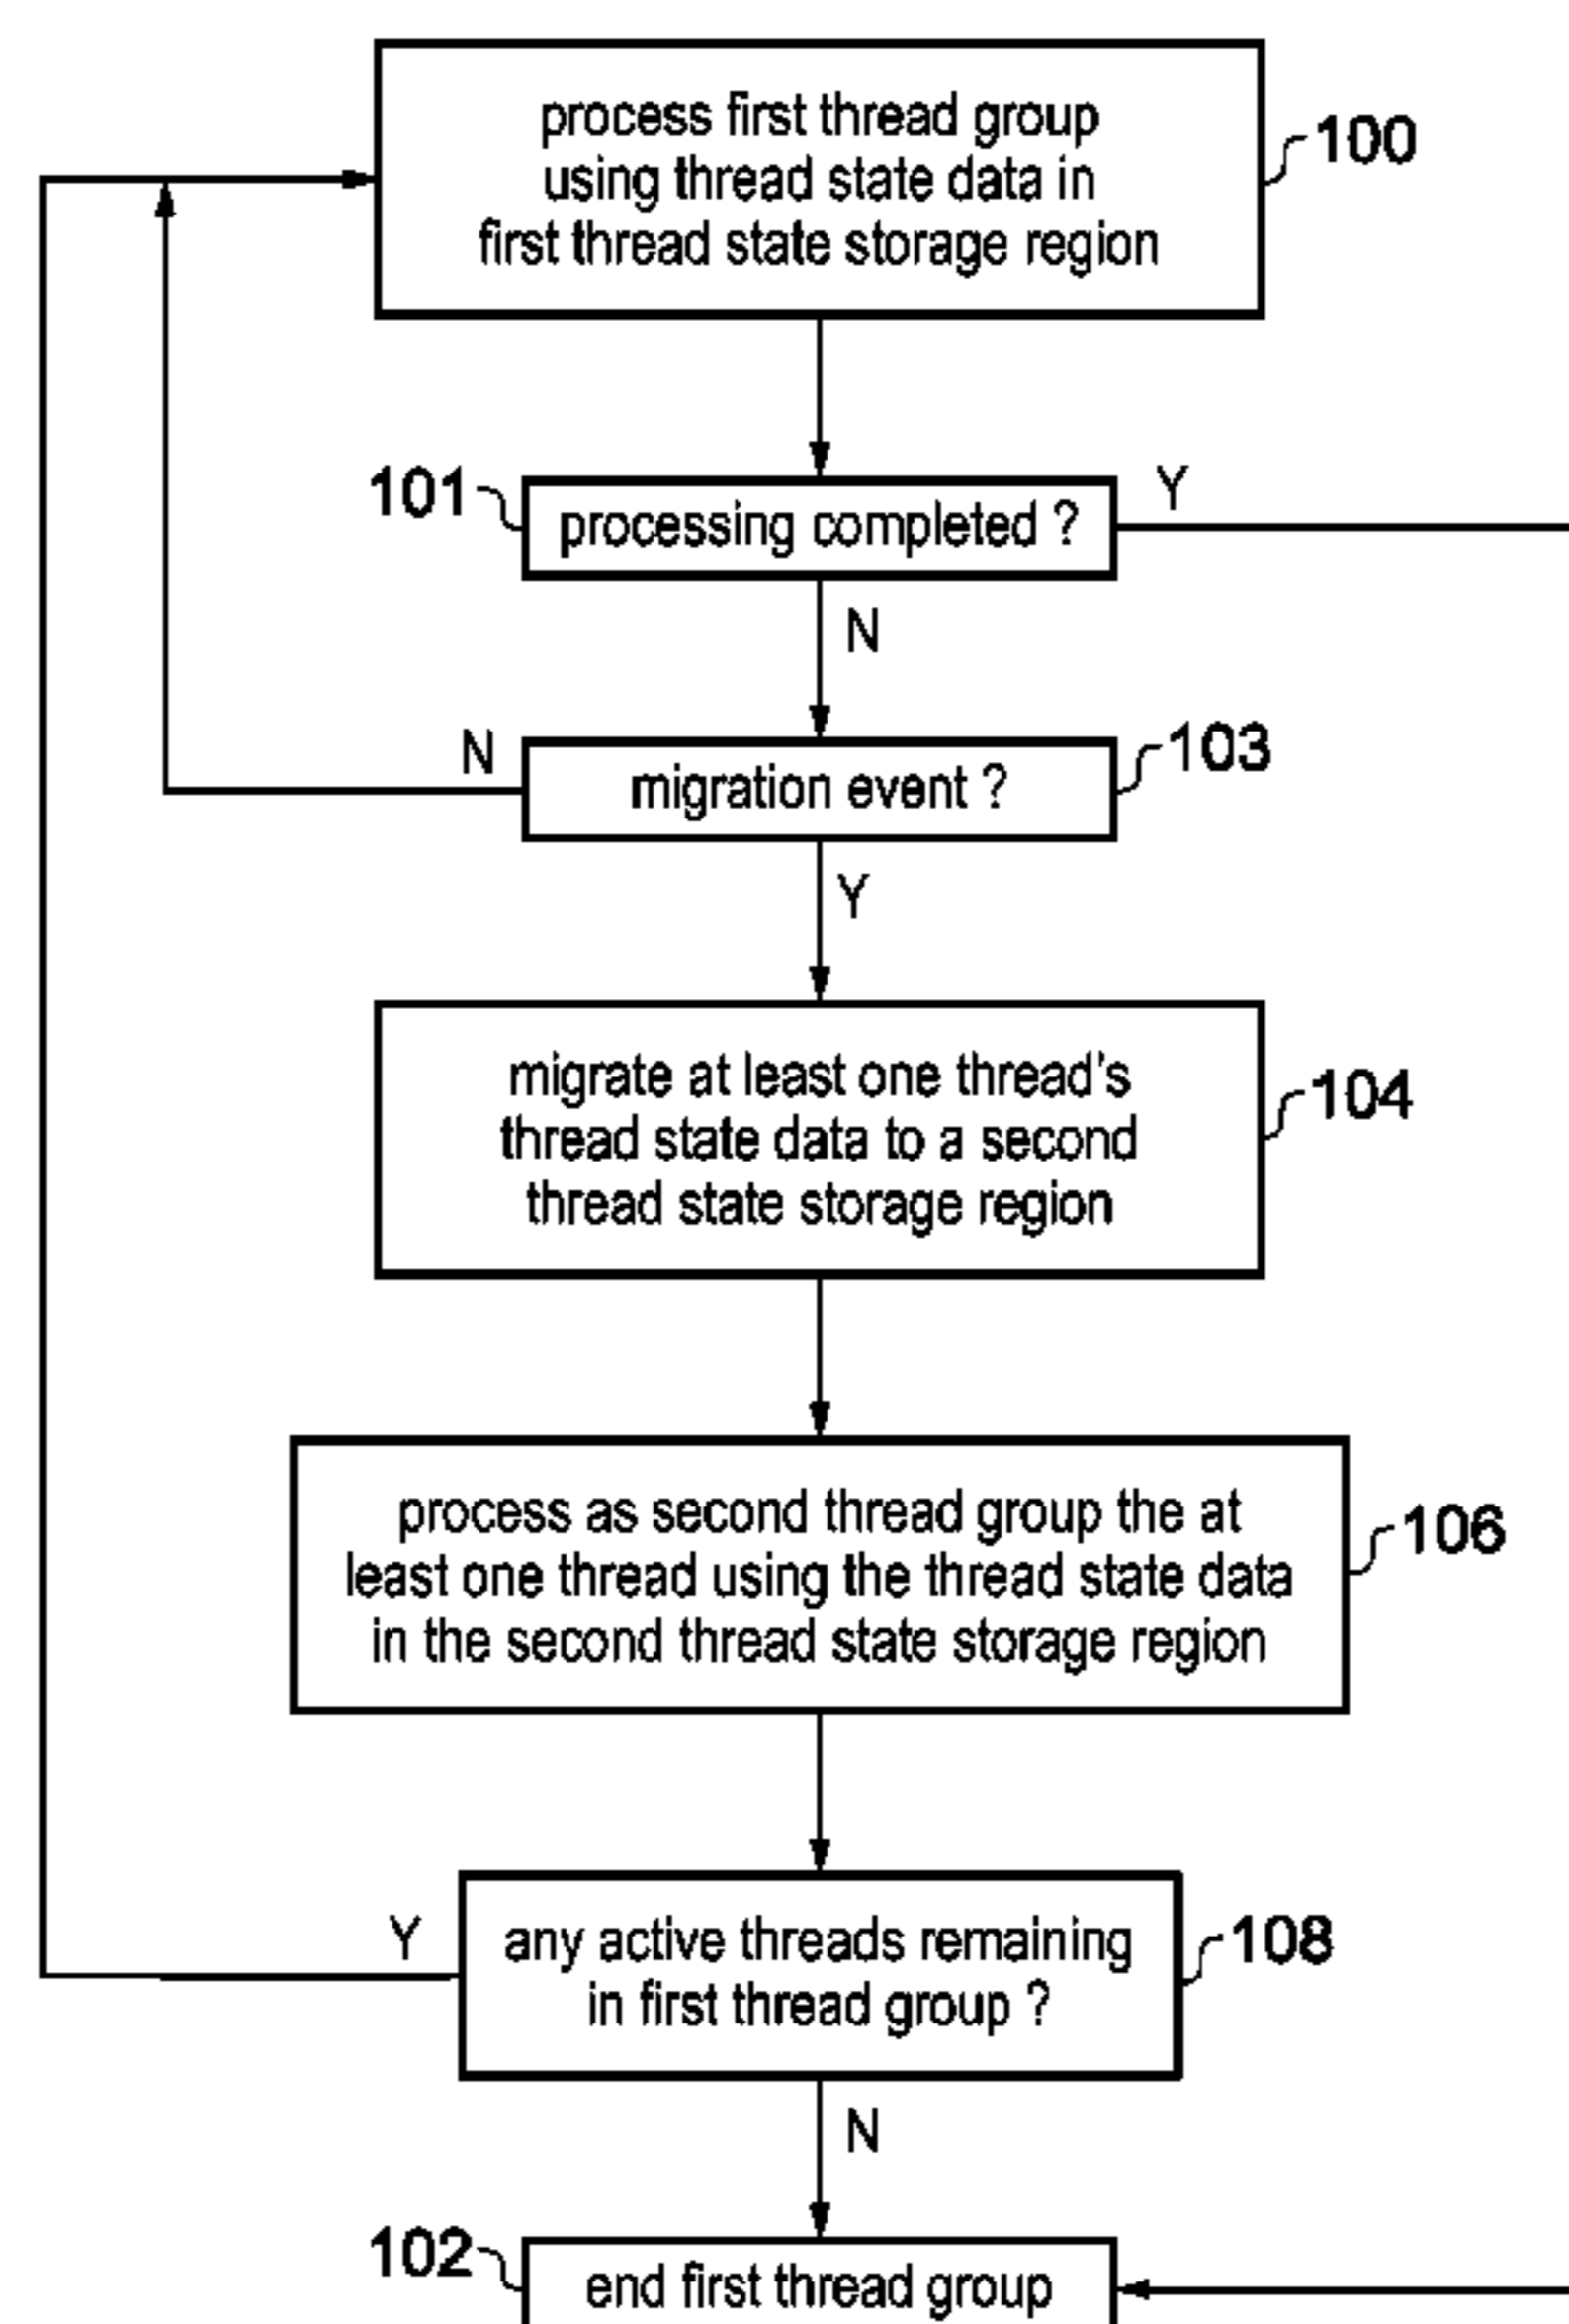 process first thread group
using thread state data in
first thread state storage region
100
101
processing completed ?
Y
N
N
migration event ?
103
Y
migrate at least one thread's
thread state data to a second
thread state storage region
104
process as second thread group the at
least one thread using the thread state data
in the second thread state storage region
106
Y
any active threads remaining
in first thread group ?
108
N
102
end first thread group